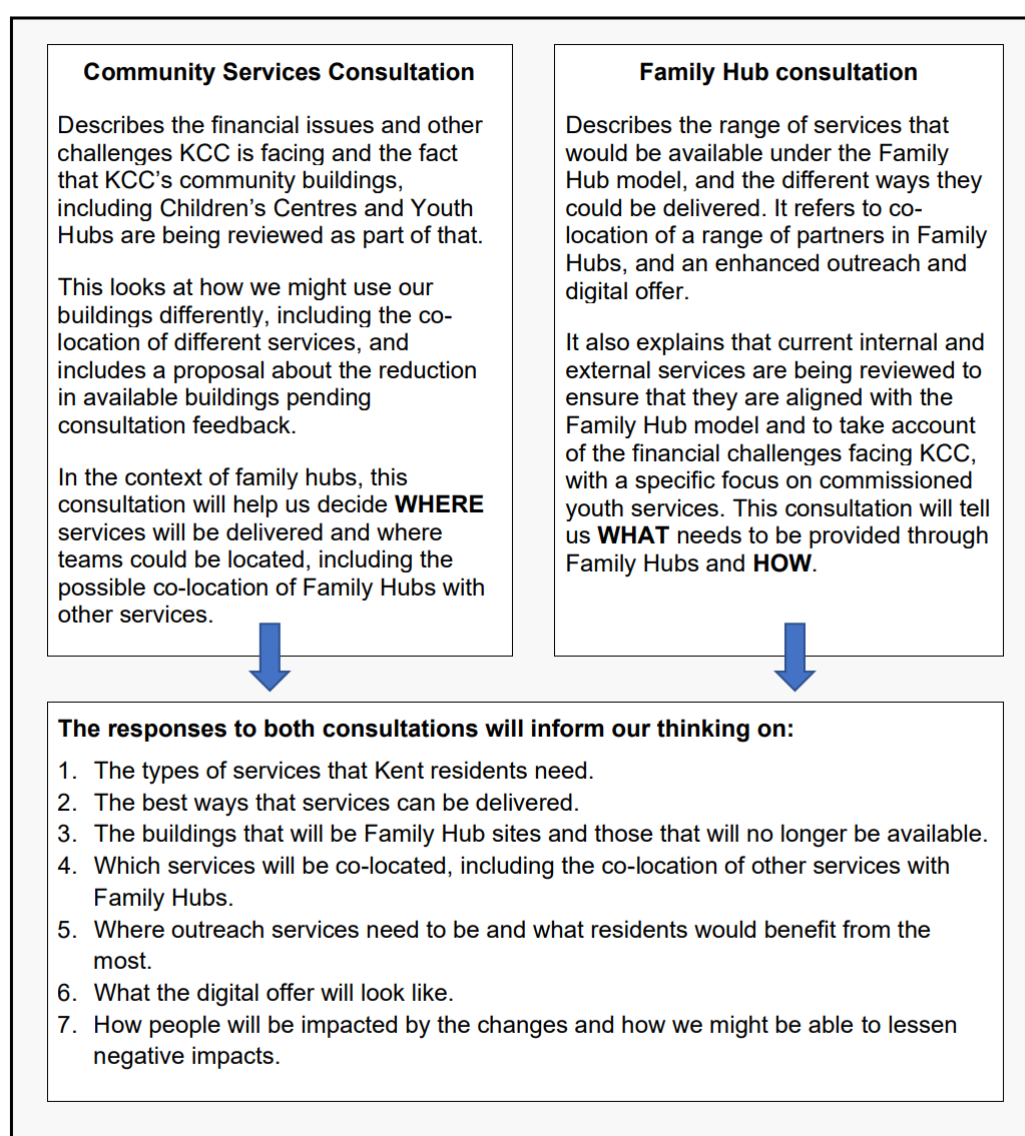 Community Services Consultation
Describes the financial issues and other
challenges KCC is facing and the fact
that KCC’s community buildings,
including Children’s Centres and Youth
Hubs are being reviewed as part of that.
This looks at how we might use our
buildings differently, including the co-
location of different services, and
includes a proposal about the reduction
in available buildings pending
consultation feedback.
In the context of family hubs, this
consultation will help us decide WHERE
services will be delivered and where
teams could be located, including the
possible co-location of Family Hubs with
other services.
Family Hub consultation
Describes the range of services that
would be available under the Family
Hub model, and the different ways they
could be delivered. It refers to co-
location of a range of partners in Family
Hubs, and an enhanced outreach and
digital offer.
It also explains that current internal and
external services are being reviewed to
ensure that they are aligned with the
Family Hub model and to take account
of the financial challenges facing KCC,
with a specific focus on commissioned
youth services. This consultation will tell
us WHAT needs to be provided through
Family Hubs and HOW.
The responses to both consultations will inform our thinking on:
1. The types of services that Kent residents need.
2. The best ways that services can be delivered.
3. The buildings that will be Family Hub sites and those that will no longer be available.
4. Which services will be co-located, including the co-location of other services with
Family Hubs.
5. Where outreach services need to be and what residents would benefit from the
most.
6. What the digital offer will look like.
7. How people will be impacted by the changes and how we might be able to lessen
negative impacts.